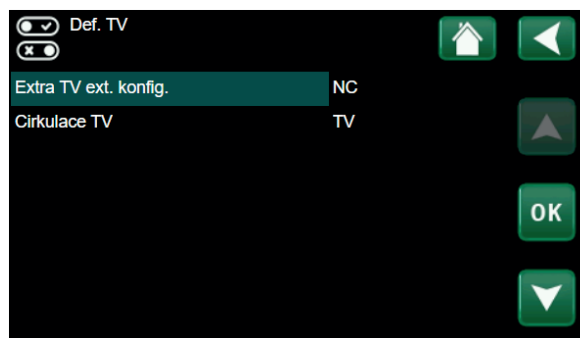 Def. TV
Extra TV ext. konfig. NC
Cirkulace TV TV
OK